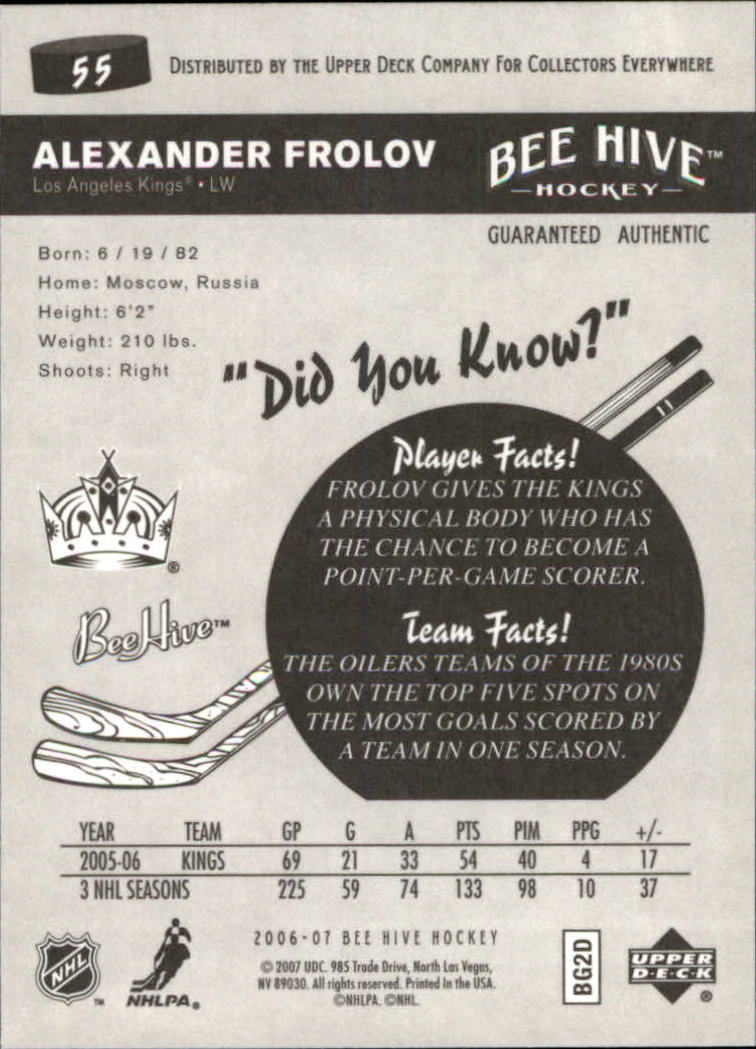 55
DISTRIBUTED BY THE UPPER DECK COMPANY FOR COLLECTORS EVERYWHERE
ALEXANDER FROLOV
Los Angeles Kings® • LW
BEE HIVE™
HOCKEY
GUARANTEED AUTHENTIC
Born: 6 / 19 / 82
Home: Moscow, Russia
Height: 6'2"
Weight: 210 lbs.
Shoots: Right
"Did You Know?"
Player Facts!
FROLOV GIVES THE KINGS
A PHYSICAL BODY WHO HAS
THE CHANCE TO BECOME A
POINT-PER-GAME SCORER.
®
BeeHive™
Team Facts!
THE OILERS TEAMS OF THE 1980S
OWN THE TOP FIVE SPOTS ON
THE MOST GOALS SCORED BY
A TEAM IN ONE SEASON.
YEAR TEAM GP G A PTS PIM PPG +/-
2005-06 KINGS 69 21 33 54 40 4 17
3 NHL SEASONS 225 59 74 133 98 10 37
NHL ™
NHLPA®
2006-07 BEE HIVE HOCKEY
© 2007 UDC. 985 Trade Drive, North Las Vegas,
NV 89030. All rights reserved. Printed in the USA.
©NHLPA. ©NHL.
BG2D
UPPER
D·E·C·K ®